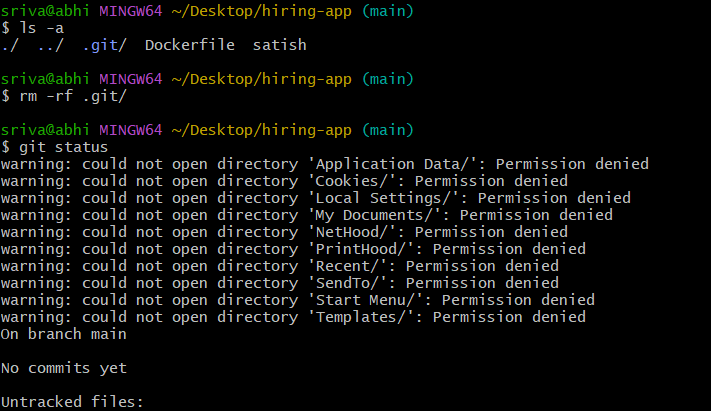 sriva@abhi MINGW64 ~/Desktop/hiring-app (main)
$ ls -a
./  ../  .git/  Dockerfile  satish
sriva@abhi MINGW64 ~/Desktop/hiring-app (main)
$ rm -rf .git/
sriva@abhi MINGW64 ~/Desktop/hiring-app (main)
$ git status
warning: could not open directory 'Application Data/': Permission denied
warning: could not open directory 'Cookies/': Permission denied
warning: could not open directory 'Local Settings/': Permission denied
warning: could not open directory 'My Documents/': Permission denied
warning: could not open directory 'NetHood/': Permission denied
warning: could not open directory 'PrintHood/': Permission denied
warning: could not open directory 'Recent/': Permission denied
warning: could not open directory 'SendTo/': Permission denied
warning: could not open directory 'Start Menu/': Permission denied
warning: could not open directory 'Templates/': Permission denied
On branch main
No commits yet
Untracked files: